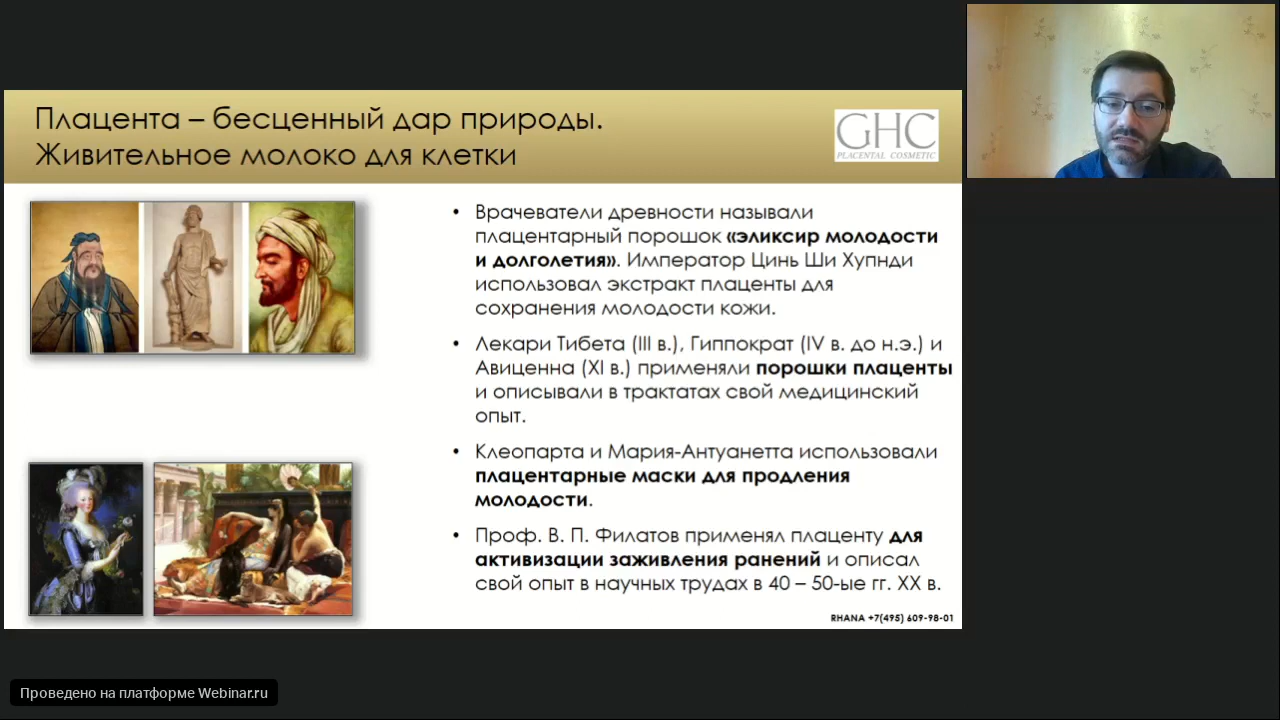 Плацента – бесценный дар природы.
Живительное молоко для клетки
GHC
PLACENTAL COSMETIC
• Врачеватели древности называли
плацентарный порошок «эликсир молодости
и долголетия». Император Цинь Ши Хупнди
использовал экстракт плаценты для
сохранения молодости кожи.
• Лекари Тибета (III в.), Гиппократ (IV в. до н.э.) и
Авиценна (XI в.) применяли порошки плаценты
и описывали в трактатах свой медицинский
опыт.
• Клеопарта и Мария-Антуанетта использовали
плацентарные маски для продления
молодости.
• Проф. В. П. Филатов применял плаценту для
активизации заживления ранений и описал
свой опыт в научных трудах в 40 – 50-ые гг. XX в.
RHANA +7(495) 609-98-01
Проведено на платформе Webinar.ru